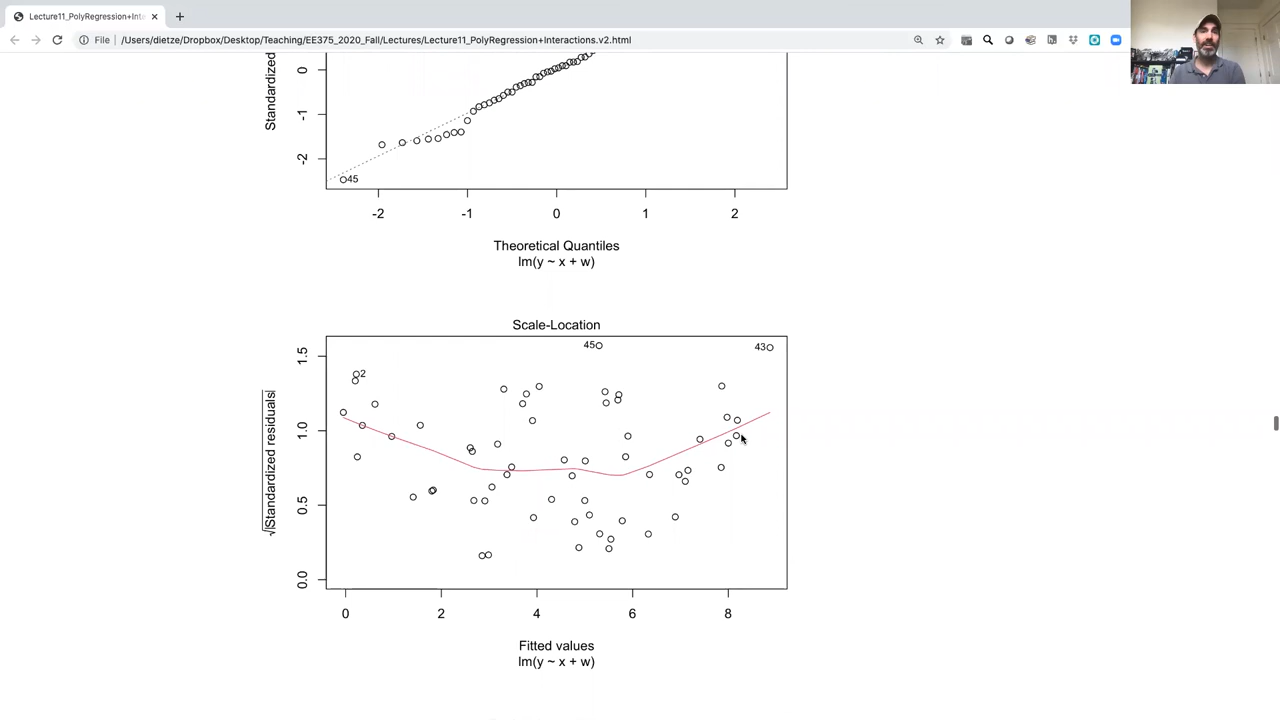 Lecture11_PolyRegression+Inte
File
/Users/dietze/Dropbox/Desktop/Teaching/EE375_2020_Fall/Lectures/Lecture11_PolyRegression+Interactions.v2.html
Standardized
0
-1
-2
45
-2 -1 0 1 2
Theoretical Quantiles
lm(y ~ x + w)
Scale-Location
√|Standardized residuals|
1.5
1.0
0.5
0.0
45
43
2
0 2 4 6 8
Fitted values
lm(y ~ x + w)